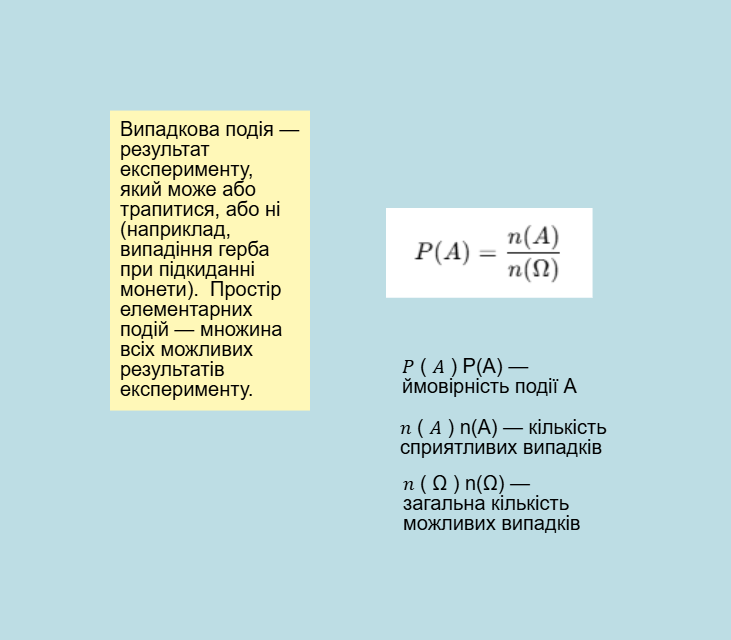 Випадкова подія —
результат
експерименту,
який може або
трапитися, або ні
(наприклад,
випадіння герба
при підкиданні
монети).  Простір
елементарних
подій — множина
всіх можливих
результатів
експерименту.
P(A) = n(A) / n(Ω)
𝑃 ( 𝐴 ) P(A) —
ймовірність події A
𝑛 ( 𝐴 ) n(A) — кількість
сприятливих випадків
𝑛 ( Ω ) n(Ω) —
загальна кількість
можливих випадків